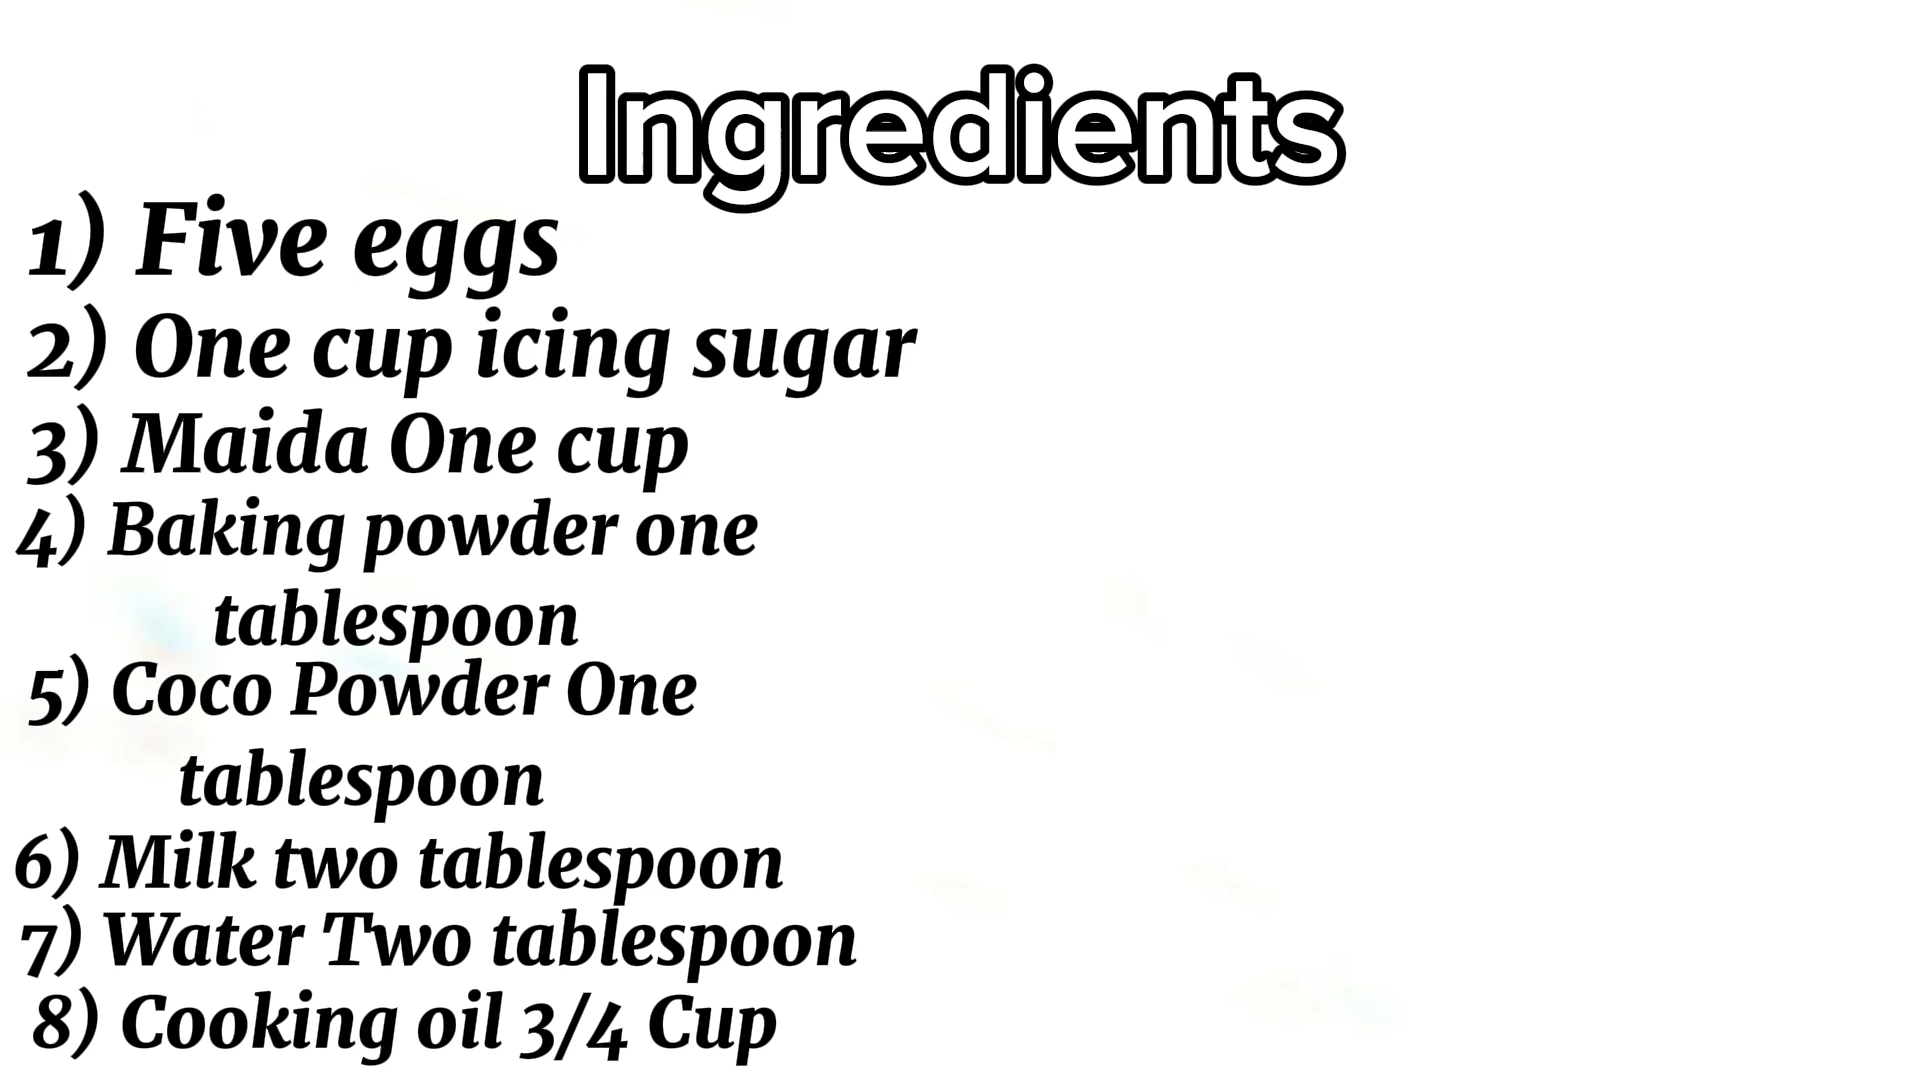 Ingredients
1) Five eggs
2) One cup icing sugar
3) Maida One cup
4) Baking powder one
tablespoon
5) Coco Powder One
tablespoon
6) Milk two tablespoon
7) Water Two tablespoon
8) Cooking oil 3/4 Cup